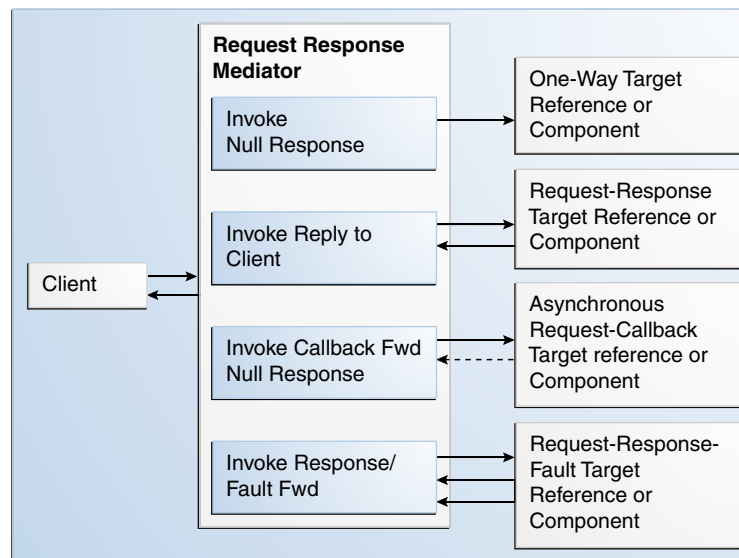 Request Response
Mediator
Invoke
Null Response
One-Way Target
Reference or
Component
Invoke Reply to
Client
Request-Response
Target Reference or
Component
Client
Invoke Callback Fwd
Null Response
Asynchronous
Request-Callback
Target reference or
Component
Invoke Response/
Fault Fwd
Request-Response-
Fault Target
Reference or
Component